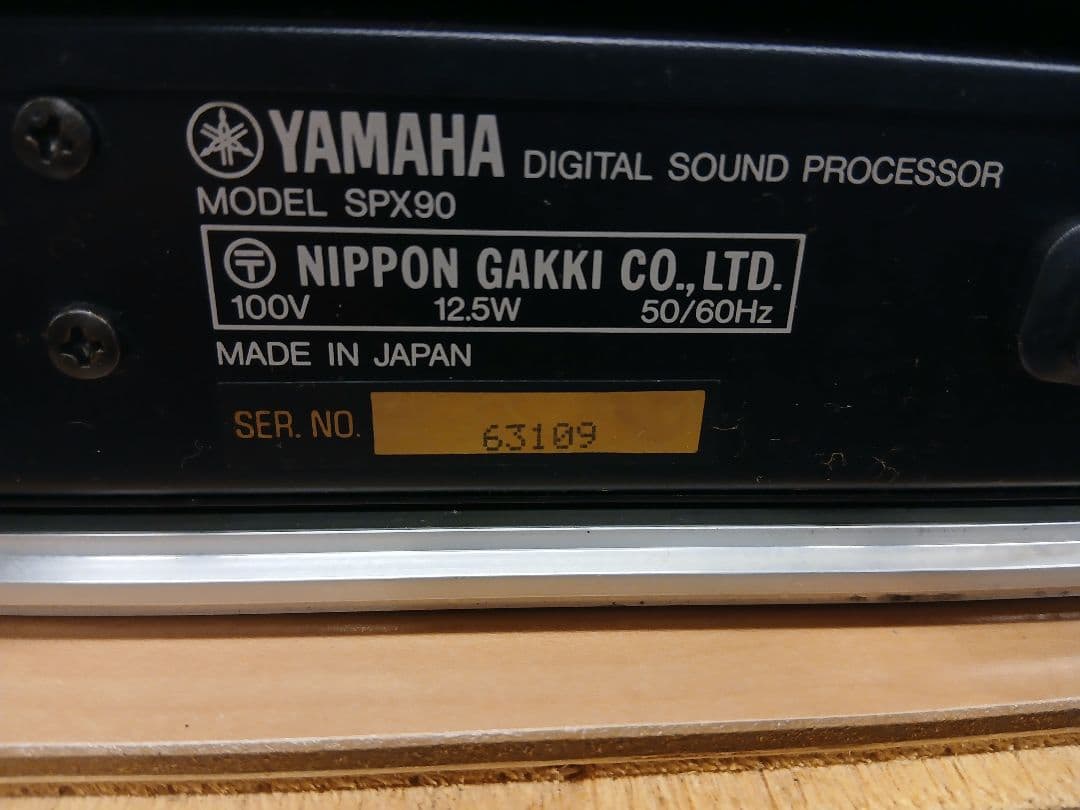 YAMAHA DIGITAL SOUND PROCESSOR
MODEL SPX90
NIPPON GAKKI CO., LTD.
100V 12.5W 50/60Hz
MADE IN JAPAN
SER. NO. 63109